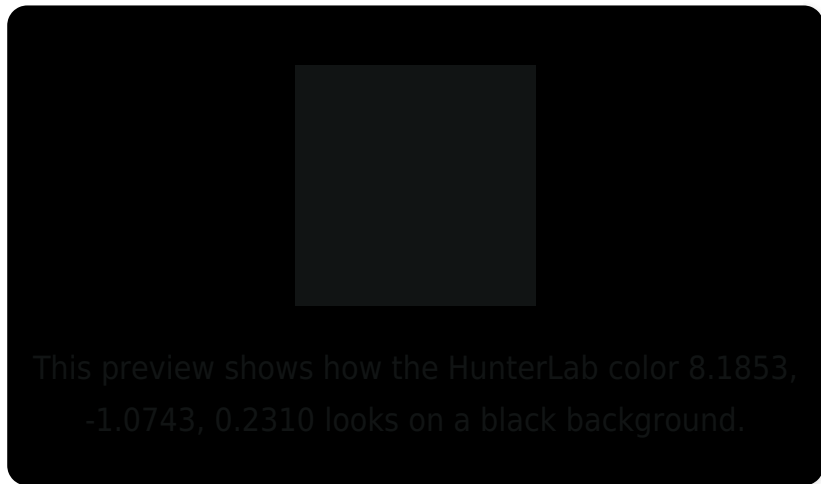 This preview shows how the HunterLab color 8.1853,
-1.0743, 0.2310 looks on a black background.